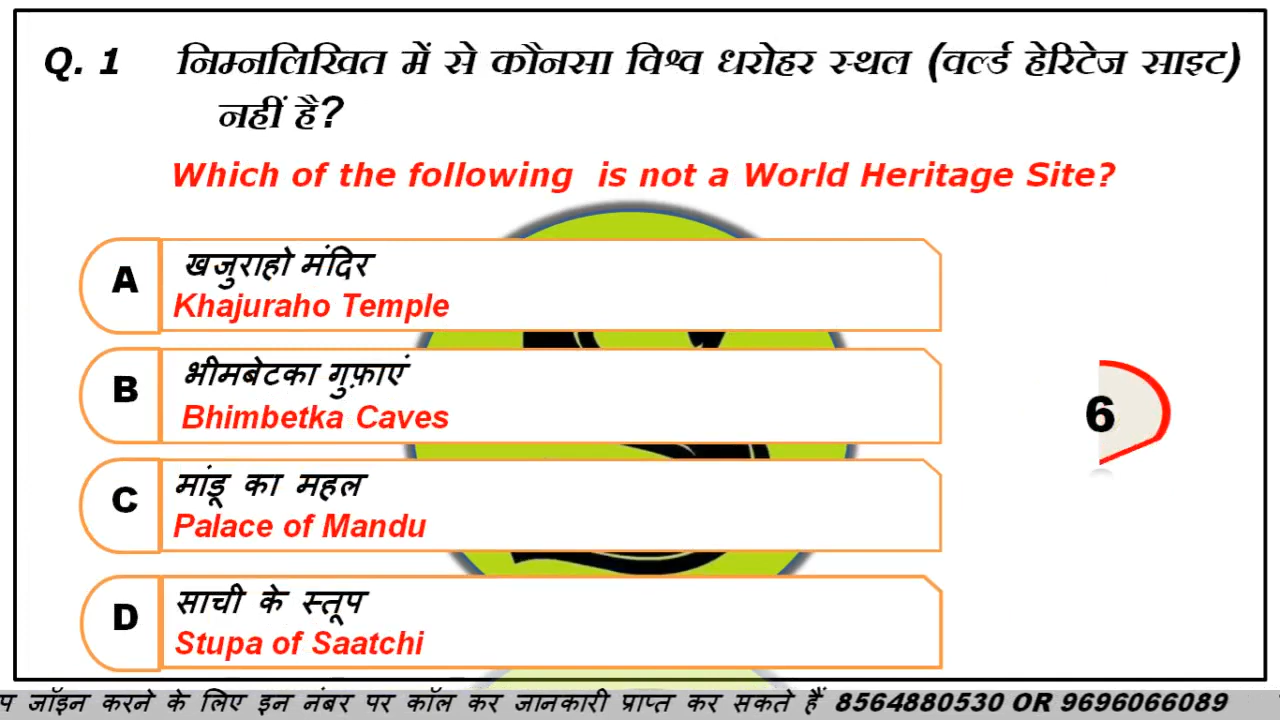 Q. 1 निम्नलिखित में से कौनसा विश्व धरोहर स्थल (वर्ल्ड हेरिटेज साइट)
नहीं है?
Which of the following is not a World Heritage Site?
A खजुराहो मंदिर
Khajuraho Temple
B भीमबेटका गुफ़ाएं
Bhimbetka Caves
6
C मांडू का महल
Palace of Mandu
D साची के स्तूप
Stupa of Saatchi
जॉइन करने के लिए इन नंबर पर कॉल कर जानकारी प्राप्त कर सकते हैं 8564880530 OR 9696066089